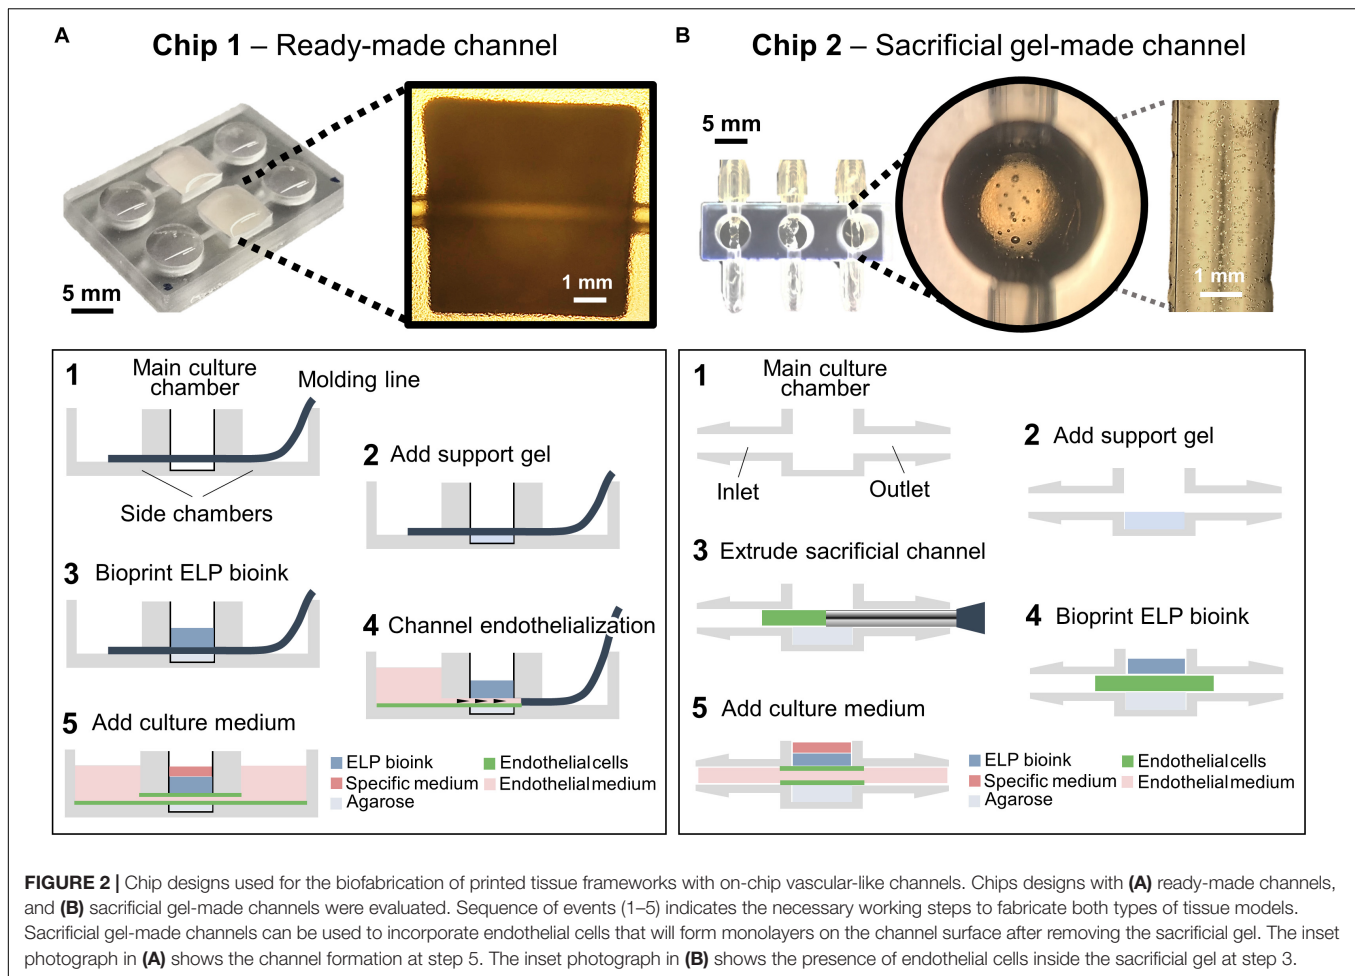 A
Chip 1 – Ready-made channel
5 mm
1 mm
1
Main culture
chamber
Molding line
Side chambers
2 Add support gel
3 Bioprint ELP bioink
4 Channel endothelialization
5 Add culture medium
ELP bioink
Endothelial cells
Specific medium
Endothelial medium
Agarose
B
Chip 2 – Sacrificial gel-made channel
5 mm
1 mm
1
Main culture
chamber
Inlet
Outlet
2 Add support gel
3 Extrude sacrificial channel
4 Bioprint ELP bioink
5 Add culture medium
ELP bioink
Endothelial cells
Specific medium
Endothelial medium
Agarose
FIGURE 2 | Chip designs used for the biofabrication of printed tissue frameworks with on-chip vascular-like channels. Chips designs with (A) ready-made channels,
and (B) sacrificial gel-made channels were evaluated. Sequence of events (1–5) indicates the necessary working steps to fabricate both types of tissue models.
Sacrificial gel-made channels can be used to incorporate endothelial cells that will form monolayers on the channel surface after removing the sacrificial gel. The inset
photograph in (A) shows the channel formation at step 5. The inset photograph in (B) shows the presence of endothelial cells inside the sacrificial gel at step 3.